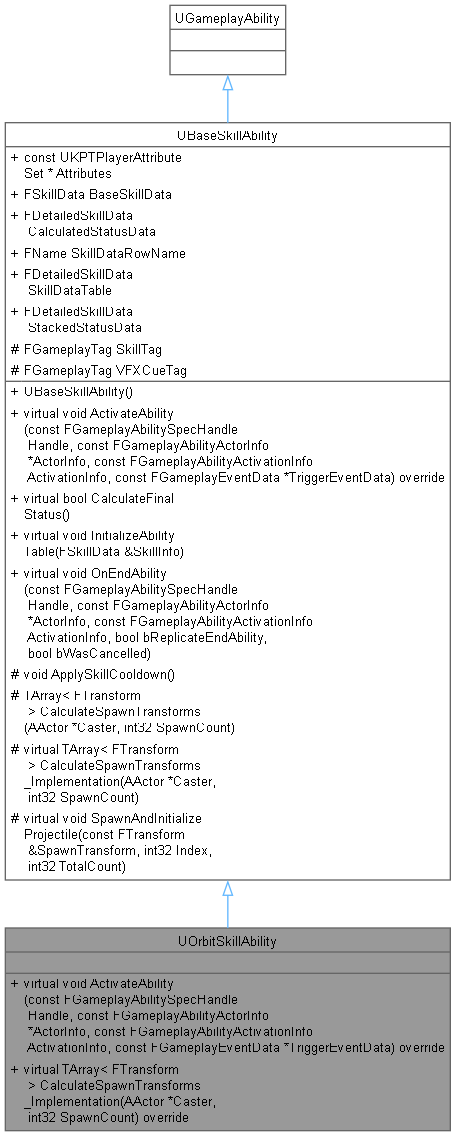 UGameplayAbility
UBaseSkillAbility
+ const UKPTPlayerAttribute
Set * Attributes
+ FSkillData BaseSkillData
+ FDetailedSkillData
CalculatedStatusData
+ FName SkillDataRowName
+ FDetailedSkillData
SkillDataTable
+ FDetailedSkillData
StackedStatusData
# FGameplayTag SkillTag
# FGameplayTag VFXCueTag
+ UBaseSkillAbility()
+ virtual void ActivateAbility
(const FGameplayAbilitySpecHandle
Handle, const FGameplayAbilityActorInfo
*ActorInfo, const FGameplayAbilityActivationInfo
ActivationInfo, const FGameplayEventData *TriggerEventData) override
+ virtual bool CalculateFinal
Status()
+ virtual void InitializeAbility
Table(FSkillData &SkillInfo)
+ virtual void OnEndAbility
(const FGameplayAbilitySpecHandle
Handle, const FGameplayAbilityActorInfo
*ActorInfo, const FGameplayAbilityActivationInfo
ActivationInfo, bool bReplicateEndAbility,
bool bWasCancelled)
# void ApplySkillCooldown()
# TArray< FTransform
> CalculateSpawnTransforms
(AActor *Caster, int32 SpawnCount)
# virtual TArray< FTransform
> CalculateSpawnTransforms
_Implementation(AActor *Caster,
int32 SpawnCount)
# virtual void SpawnAndInitialize
Projectile(const FTransform
&SpawnTransform, int32 Index,
int32 TotalCount)
UOrbitSkillAbility
+ virtual void ActivateAbility
(const FGameplayAbilitySpecHandle
Handle, const FGameplayAbilityActorInfo
*ActorInfo, const FGameplayAbilityActivationInfo
ActivationInfo, const FGameplayEventData *TriggerEventData) override
+ virtual TArray< FTransform
> CalculateSpawnTransforms
_Implementation(AActor *Caster,
int32 SpawnCount) override